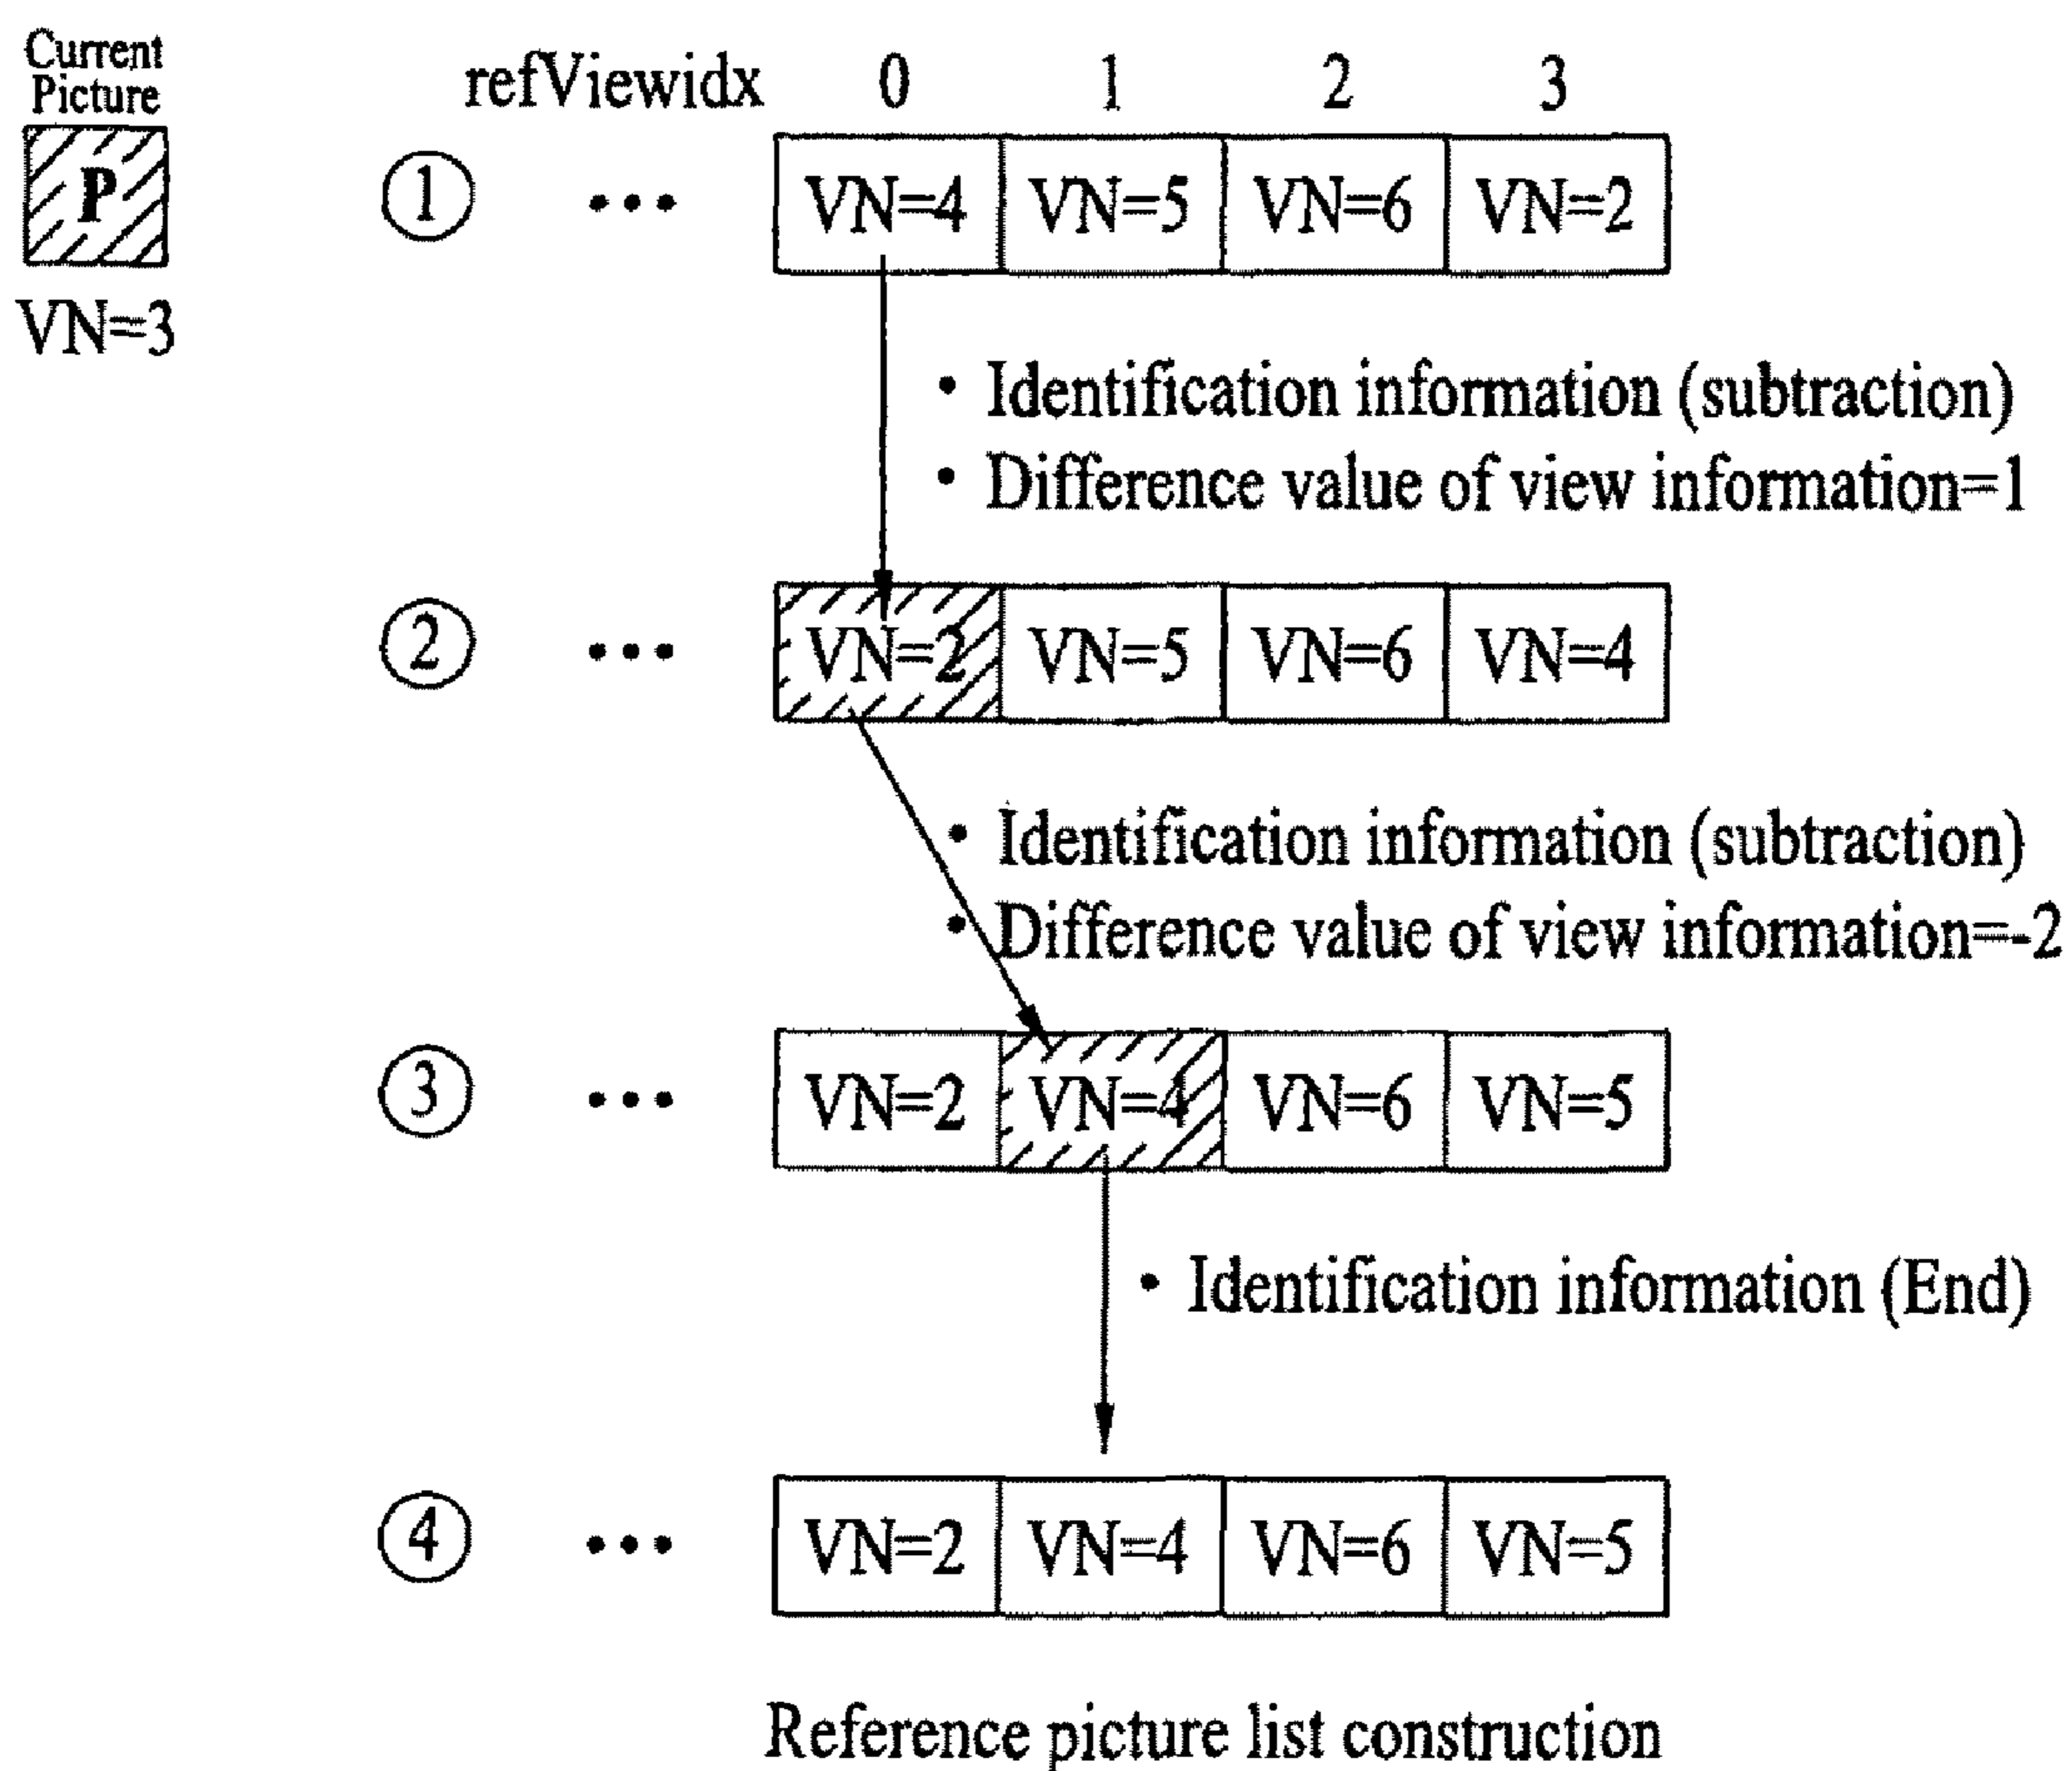 Current
Picture
P
VN=3
refViewidx 0 1 2 3
① ... VN=4 VN=5 VN=6 VN=2
• Identification information (subtraction)
• Difference value of view information=1
② ... VN=2 VN=5 VN=6 VN=4
• Identification information (subtraction)
• Difference value of view information=-2
③ ... VN=2 VN=4 VN=6 VN=5
• Identification information (End)
④ ... VN=2 VN=4 VN=6 VN=5
Reference picture list construction